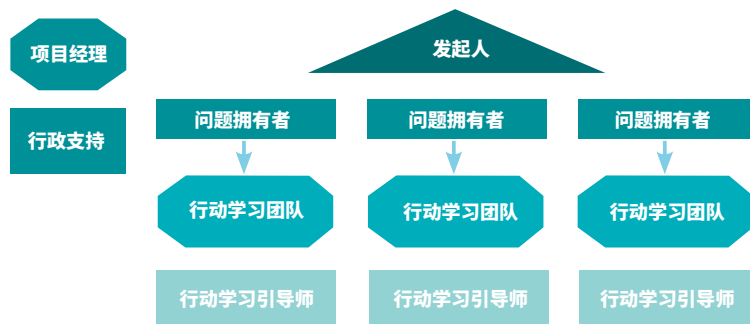 项目经理
发起人
行政支持
问题拥有者
问题拥有者
问题拥有者
行动学习团队
行动学习团队
行动学习团队
行动学习引导师
行动学习引导师
行动学习引导师